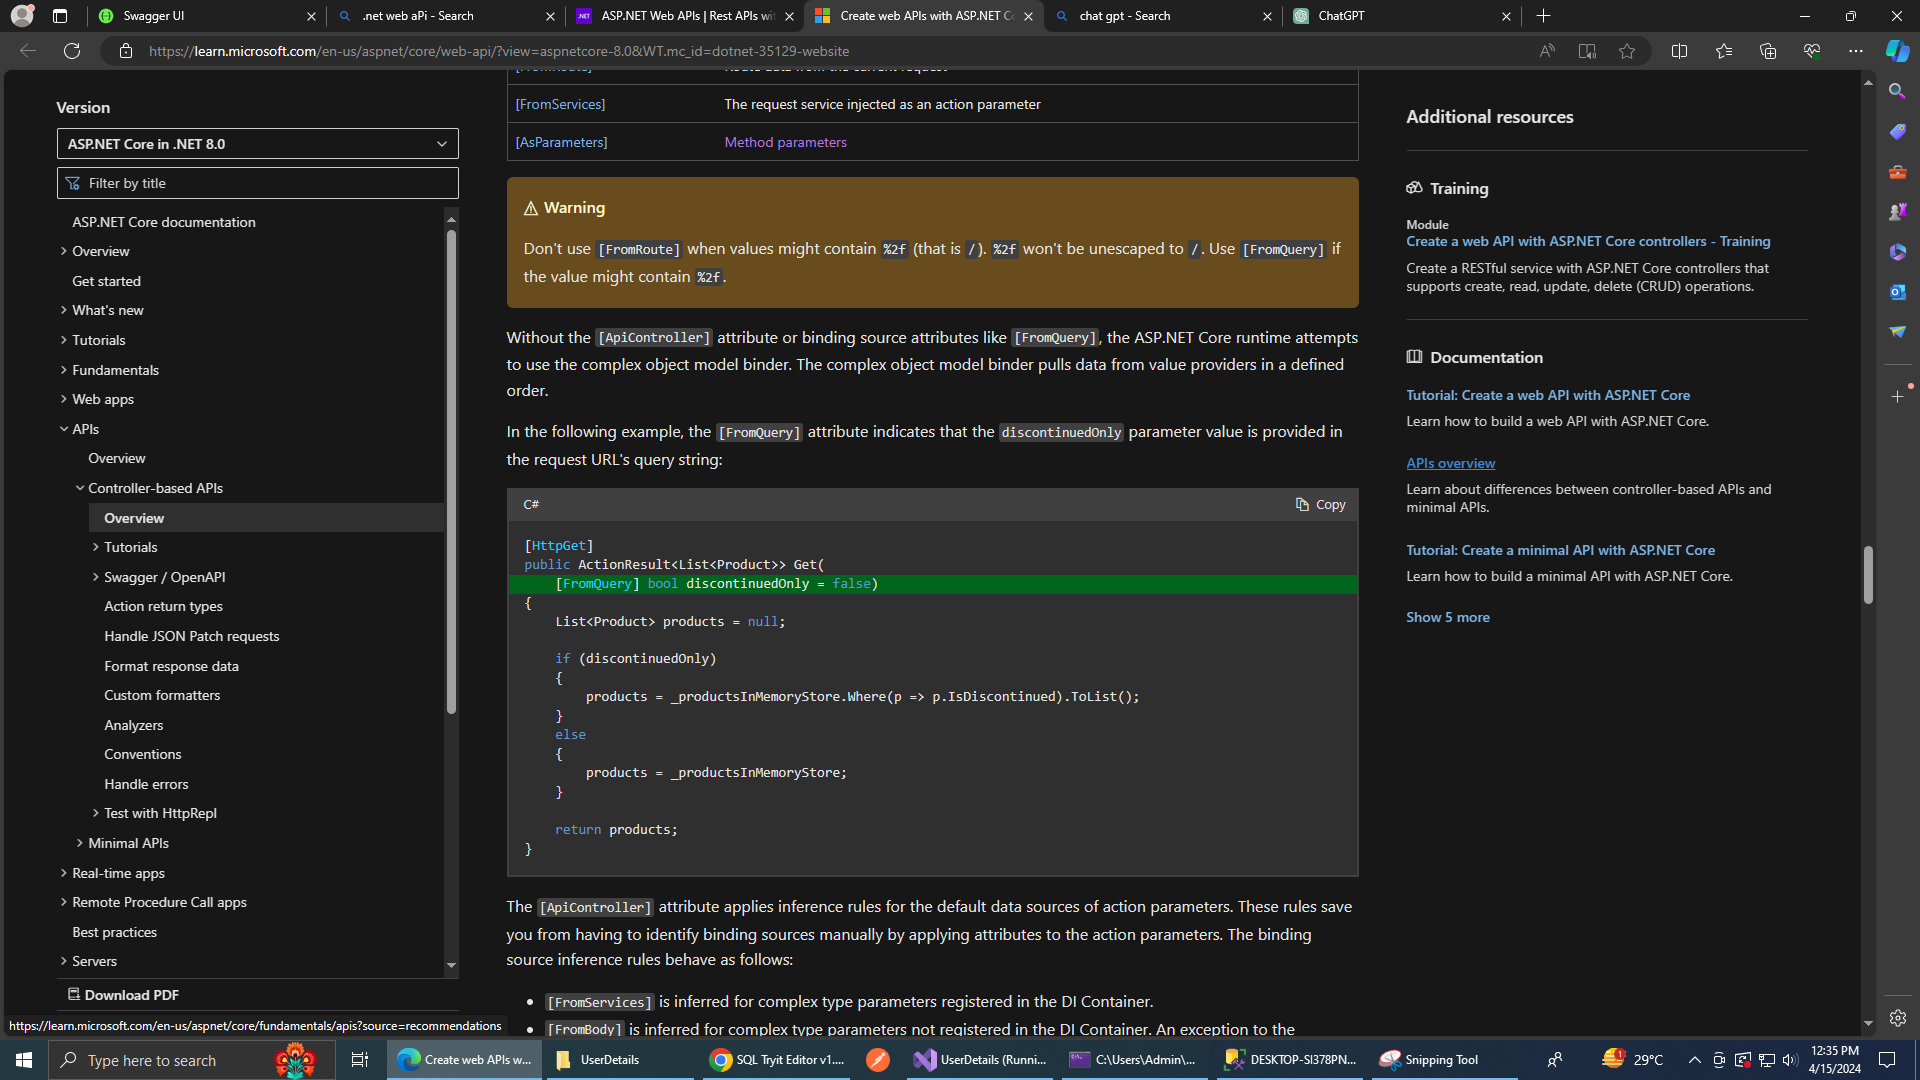 Swagger UI
.net web aPi - Search
ASP.NET Web APIs | Rest APIs wit
Create web APIs with ASP.NET Co
chat gpt - Search
ChatGPT
https://learn.microsoft.com/en-us/aspnet/core/web-api/?view=aspnetcore-8.0&WT.mc_id=dotnet-35129-website
Version
ASP.NET Core in .NET 8.0
Filter by title
ASP.NET Core documentation
Overview
Get started
What's new
Tutorials
Fundamentals
Web apps
APIs
Overview
Controller-based APIs
Overview
Tutorials
Swagger / OpenAPI
Action return types
Handle JSON Patch requests
Format response data
Custom formatters
Analyzers
Conventions
Handle errors
Test with HttpRepl
Minimal APIs
Real-time apps
Remote Procedure Call apps
Best practices
Servers
Download PDF
https://learn.microsoft.com/en-us/aspnet/core/fundamentals/apis?source=recommendations
[FromServices] The request service injected as an action parameter
[AsParameters] Method parameters
Warning
Don't use [FromRoute] when values might contain %2f (that is /). %2f won't be unescaped to /. Use [FromQuery] if
the value might contain %2f.
Without the [ApiController] attribute or binding source attributes like [FromQuery], the ASP.NET Core runtime attempts
to use the complex object model binder. The complex object model binder pulls data from value providers in a defined
order.
In the following example, the [FromQuery] attribute indicates that the discontinuedOnly parameter value is provided in
the request URL's query string:
C# Copy
[HttpGet]
public ActionResult<List<Product>> Get(
    [FromQuery] bool discontinuedOnly = false)
{
    List<Product> products = null;
    if (discontinuedOnly)
    {
        products = _productsInMemoryStore.Where(p => p.IsDiscontinued).ToList();
    }
    else
    {
        products = _productsInMemoryStore;
    }
    return products;
}
The [ApiController] attribute applies inference rules for the default data sources of action parameters. These rules save
you from having to identify binding sources manually by applying attributes to the action parameters. The binding
source inference rules behave as follows:
• [FromServices] is inferred for complex type parameters registered in the DI Container.
• [FromBody] is inferred for complex type parameters not registered in the DI Container. An exception to the
Additional resources
Training
Module
Create a web API with ASP.NET Core controllers - Training
Create a RESTful service with ASP.NET Core controllers that
supports create, read, update, delete (CRUD) operations.
Documentation
Tutorial: Create a web API with ASP.NET Core
Learn how to build a web API with ASP.NET Core.
APIs overview
Learn about differences between controller-based APIs and
minimal APIs.
Tutorial: Create a minimal API with ASP.NET Core
Learn how to build a minimal API with ASP.NET Core.
Show 5 more
Type here to search
Create web APIs w...
UserDetails
SQL Tryit Editor v1....
UserDetails (Runni...
C:\Users\Admin\...
DESKTOP-SI378PN...
Snipping Tool
1
29°C
12:35 PM
4/15/2024